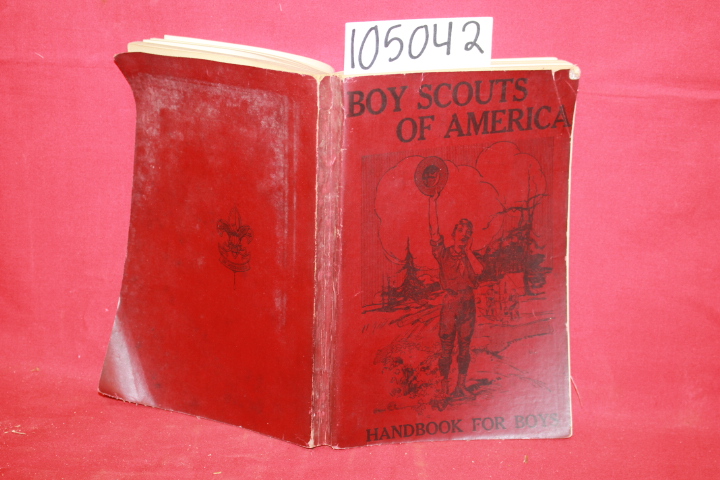 105042
BOY SCOUTS
OF AMERICA
HANDBOOK FOR BOYS